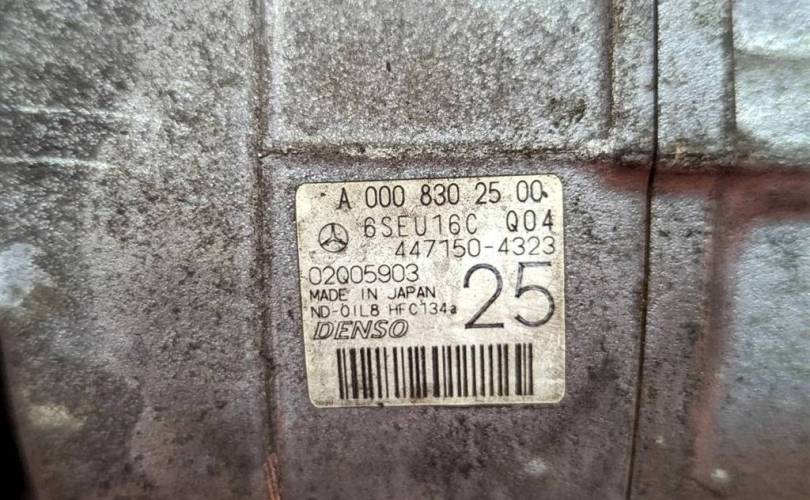 A 000 830 25 00
6SEU16C Q04
447150-4323
02Q05903
MADE IN JAPAN
ND-OIL8 HFC134a
25
DENSO